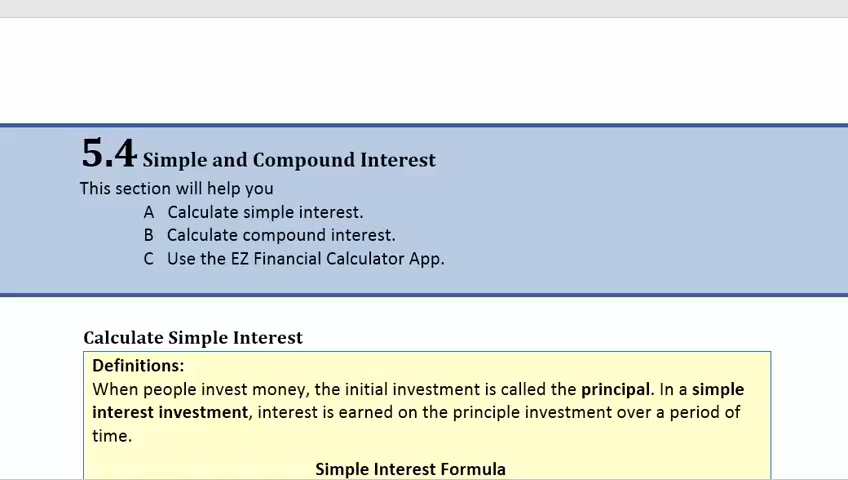 5.4 Simple and Compound Interest
This section will help you
A Calculate simple interest.
B Calculate compound interest.
C Use the EZ Financial Calculator App.
Calculate Simple Interest
Definitions:
When people invest money, the initial investment is called the principal. In a simple
interest investment, interest is earned on the principle investment over a period of
time.
Simple Interest Formula